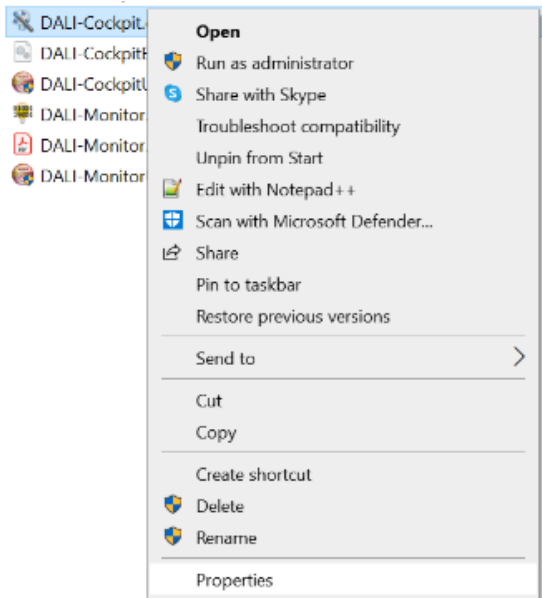 DALI-Cockpit.
DALI-Cockpit
DALI-Cockpit
DALI-Monitor
DALI-Monitor
DALI-Monitor
Open
Run as administrator
Share with Skype
Troubleshoot compatibility
Unpin from Start
Edit with Notepad++
Scan with Microsoft Defender...
Share
Pin to taskbar
Restore previous versions
Send to
Cut
Copy
Create shortcut
Delete
Rename
Properties